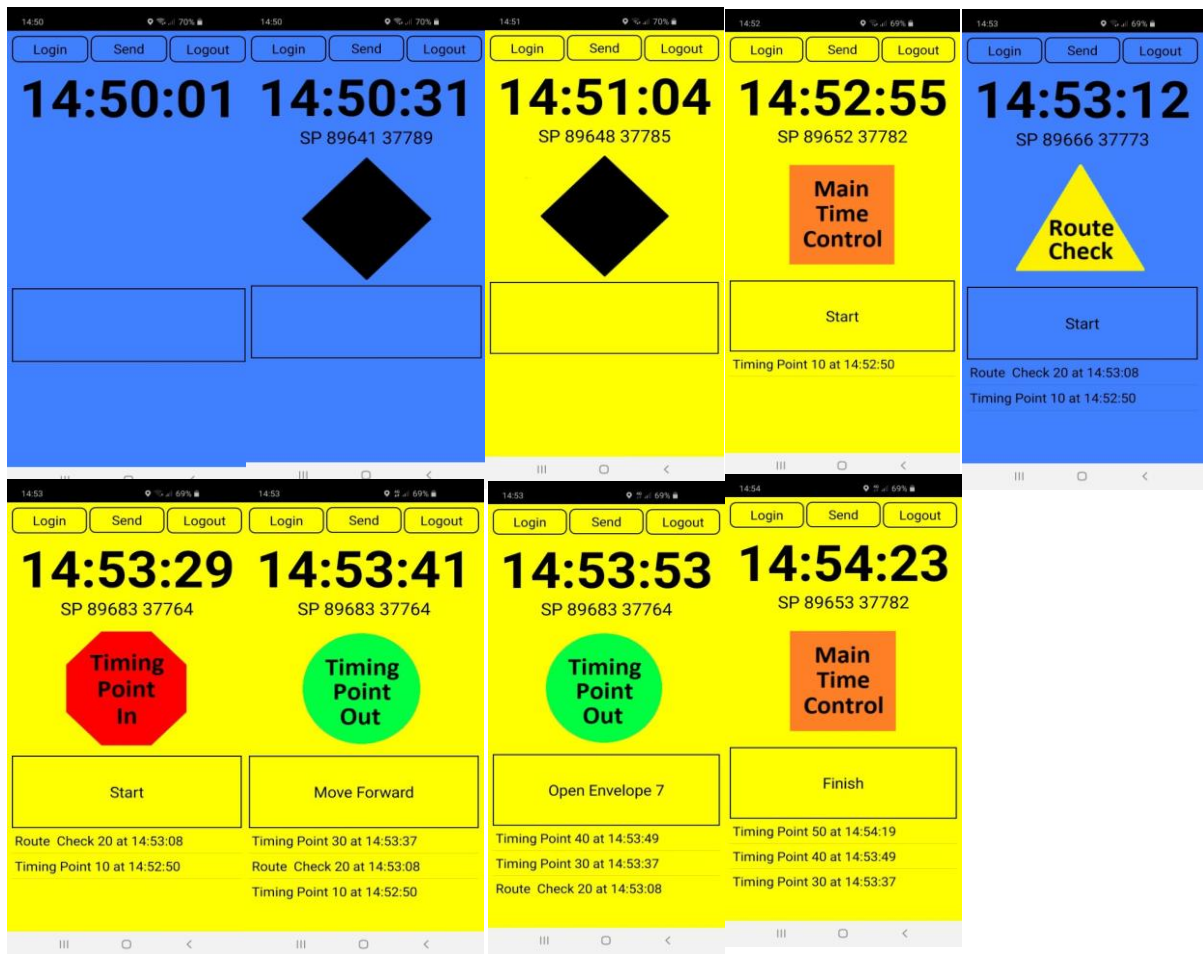 14:50 70%
Login Send Logout
14:50:01
14:50 70%
Login Send Logout
14:50:31
SP 89641 37789
14:51 70%
Login Send Logout
14:51:04
SP 89648 37785
14:52 69%
Login Send Logout
14:52:55
SP 89652 37782
Main
Time
Control
Start
Timing Point 10 at 14:52:50
14:53 69%
Login Send Logout
14:53:12
SP 89666 37773
Route
Check
Start
Route Check 20 at 14:53:08
Timing Point 10 at 14:52:50
14:53 69%
Login Send Logout
14:53:29
SP 89683 37764
Timing
Point
In
Start
Route Check 20 at 14:53:08
Timing Point 10 at 14:52:50
14:53 69%
Login Send Logout
14:53:41
SP 89683 37764
Timing
Point
Out
Move Forward
Timing Point 30 at 14:53:37
Route Check 20 at 14:53:08
Timing Point 10 at 14:52:50
14:53 69%
Login Send Logout
14:53:53
SP 89683 37764
Timing
Point
Out
Open Envelope 7
Timing Point 40 at 14:53:49
Timing Point 30 at 14:53:37
Route Check 20 at 14:53:08
14:54 69%
Login Send Logout
14:54:23
SP 89653 37782
Main
Time
Control
Finish
Timing Point 50 at 14:54:19
Timing Point 40 at 14:53:49
Timing Point 30 at 14:53:37